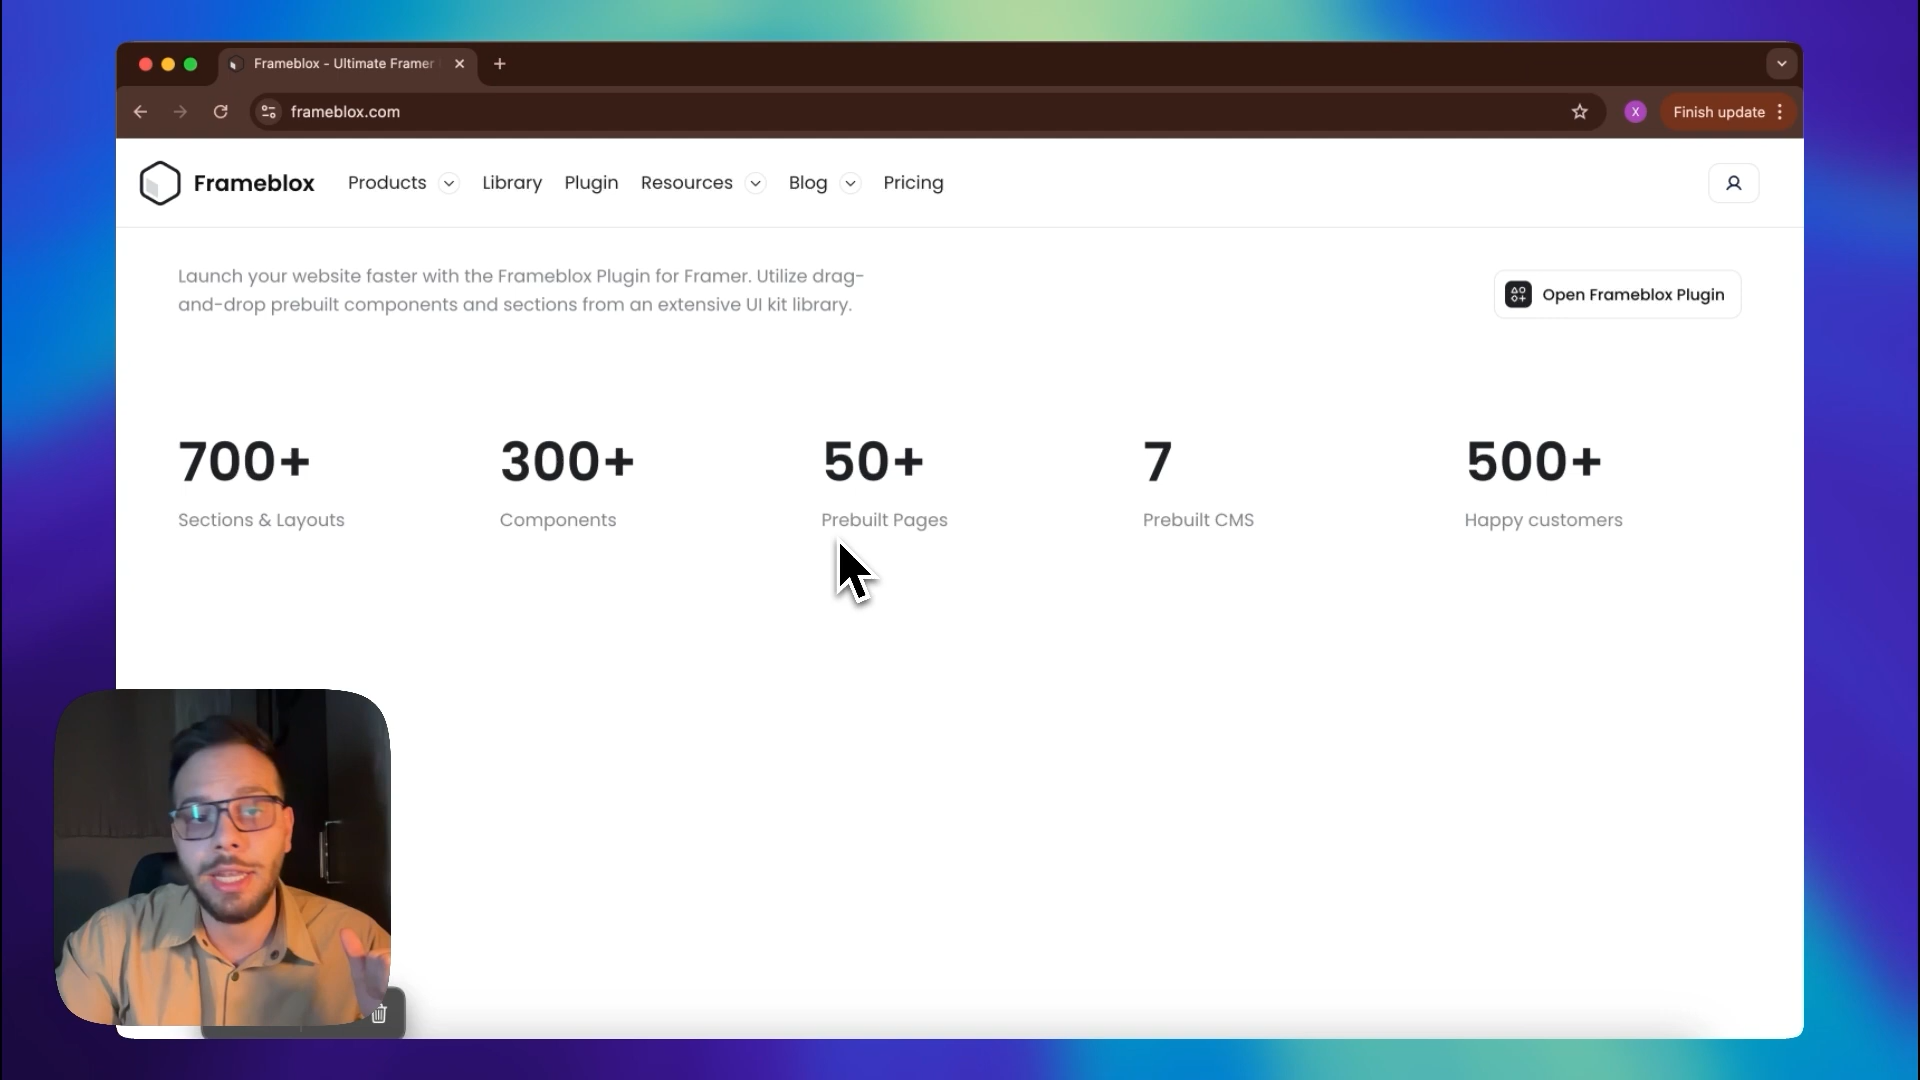 Frameblox - Ultimate Framer
frameblox.com
X
Finish update
Frameblox
Products
Library
Plugin
Resources
Blog
Pricing
Launch your website faster with the Frameblox Plugin for Framer. Utilize drag-
and-drop prebuilt components and sections from an extensive UI kit library.
Open Frameblox Plugin
700+
Sections & Layouts
300+
Components
50+
Prebuilt Pages
7
Prebuilt CMS
500+
Happy customers